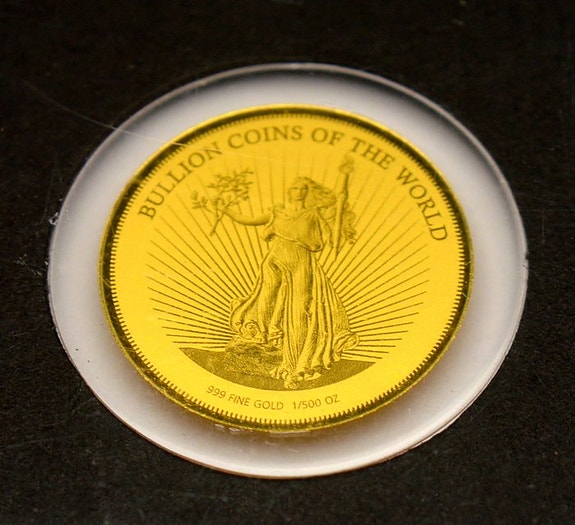 BULLION COINS OF THE WORLD
999 FINE GOLD 1/500 OZ